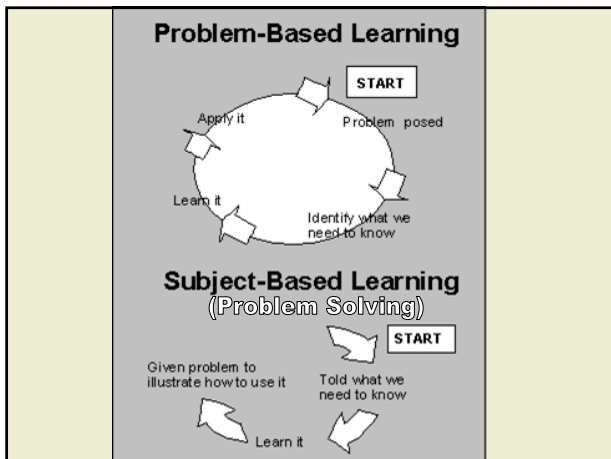 Problem-Based Learning
START
Problem posed
Identify what we
need to know
Learn it
Apply it
Subject-Based Learning
(Problem Solving)
START
Told what we
need to know
Learn it
Given problem to
illustrate how to use it